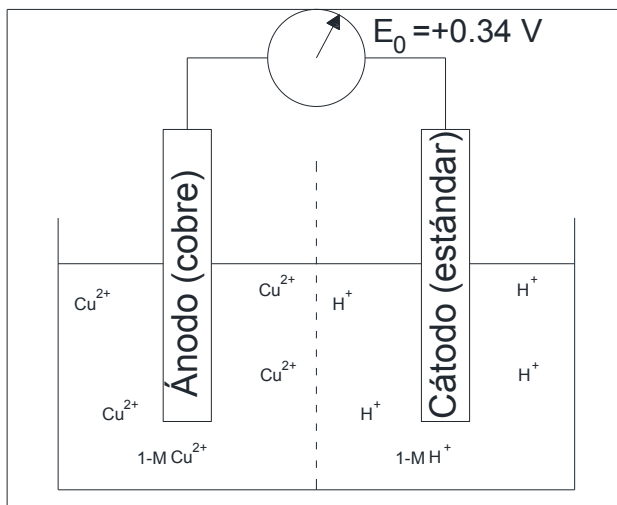 E₀ =+0.34 V
Ánodo (cobre)
Cátodo (estándar)
Cu²⁺
Cu²⁺
Cu²⁺
Cu²⁺
1-M Cu²⁺
H⁺
H⁺
H⁺
H⁺
1-M H⁺